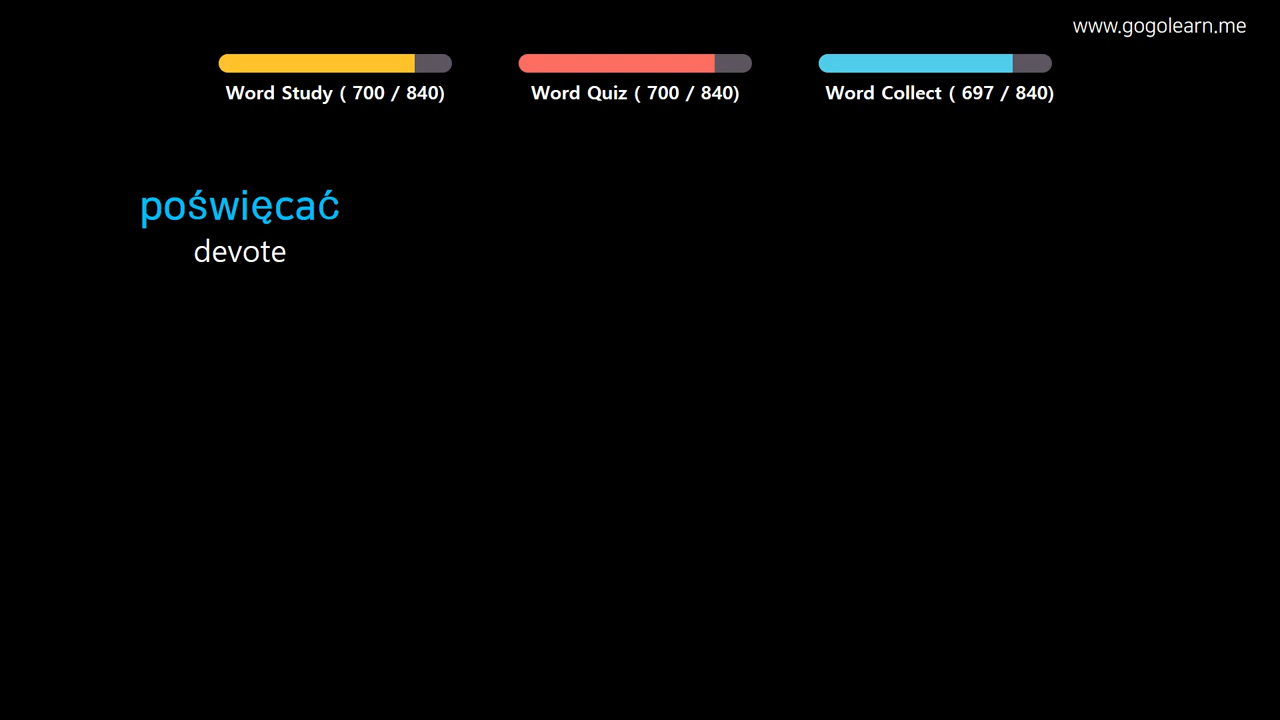 www.gogolearn.me
Word Study ( 700 / 840)
Word Quiz ( 700 / 840)
Word Collect ( 697 / 840)
poświęcać
devote